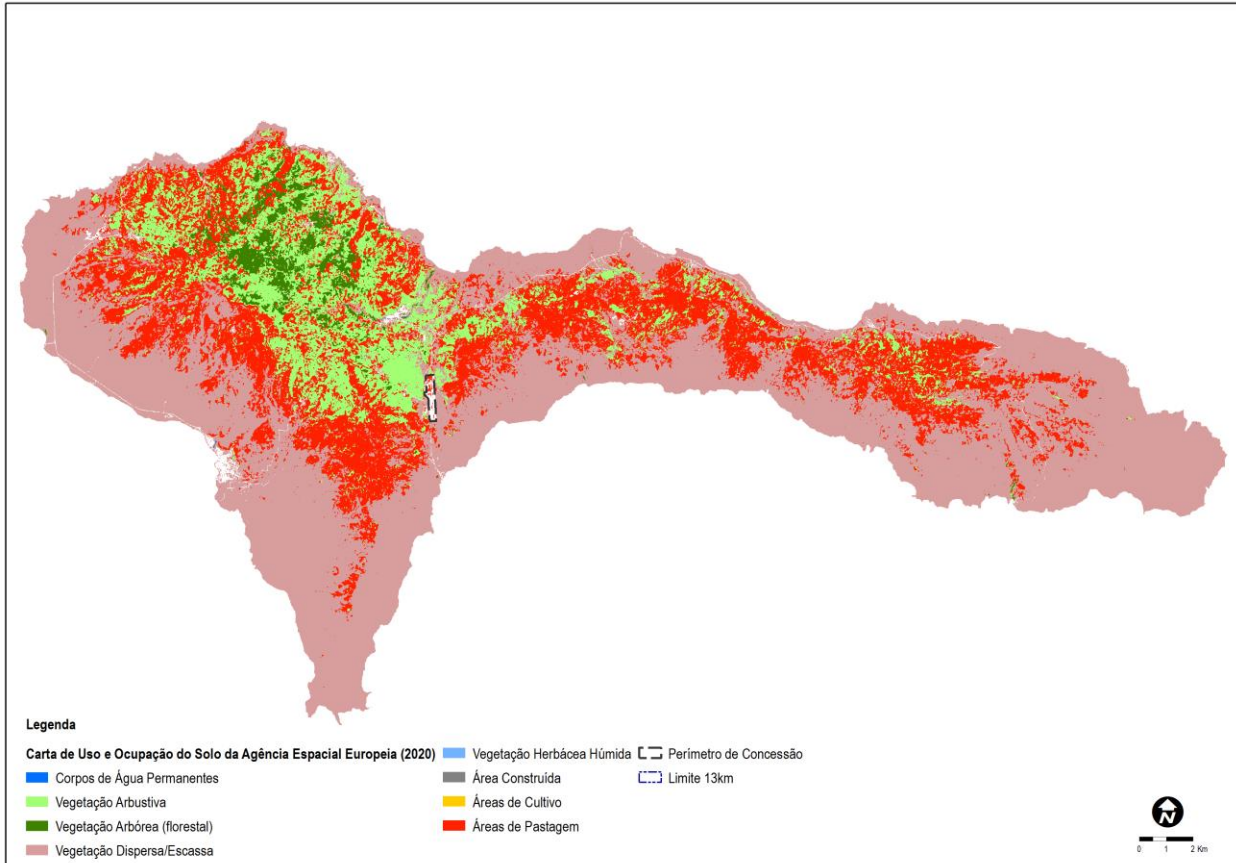 Legenda
Carta de Uso e Ocupação do Solo da Agência Espacial Europeia (2020)
Corpos de Água Permanentes
Vegetação Arbustiva
Vegetação Arbórea (florestal)
Vegetação Dispersa/Escassa
Vegetação Herbácea Húmida
Área Construída
Áreas de Cultivo
Áreas de Pastagem
Perímetro de Concessão
Limite 13km
N
0 1 2 Km